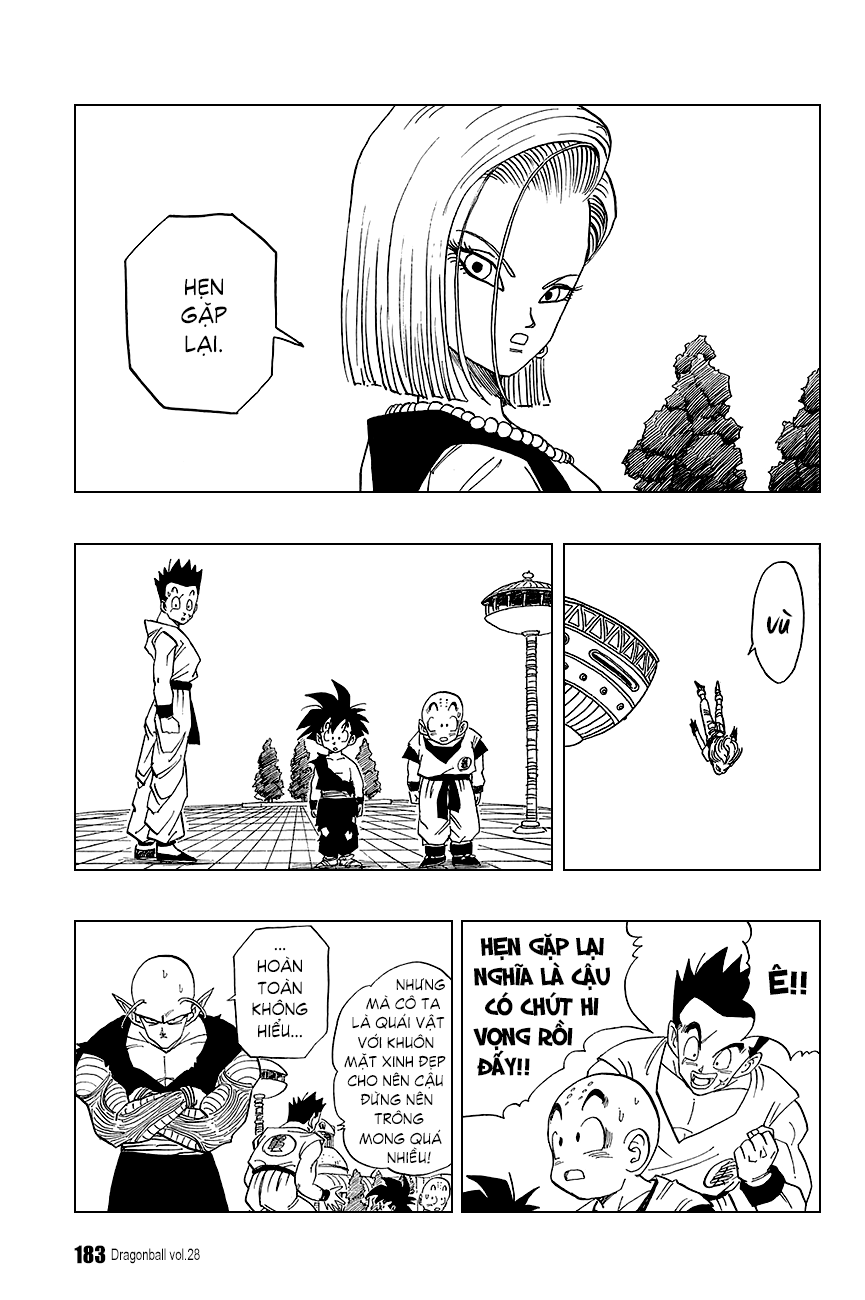 HẸN
GẶP
LẠI.
VÙ
Ê!!
HẸN GẶP LẠI
NGHĨA LÀ CẬU
CÓ CHÚT HI
VỌNG RỒI
ĐẤY!!
NHƯNG
MÀ CÔ TA
LÀ QUÁI VẬT
VỚI KHUÔN
MẶT XINH ĐẸP
CHO NÊN CẬU
ĐỪNG NÊN
TRÔNG
MONG QUÁ
NHIỀU!
...
HOÀN
TOÀN
KHÔNG
HIỂU...
183 Dragonball vol.28